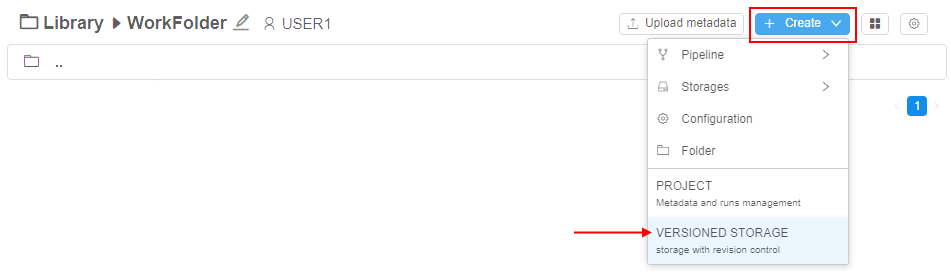 Library WorkFolder USER1 Upload metadata + Create
..
Pipeline
Storages
1
Configuration
Folder
PROJECT
Metadata and runs management
VERSIONED STORAGE
storage with revision control